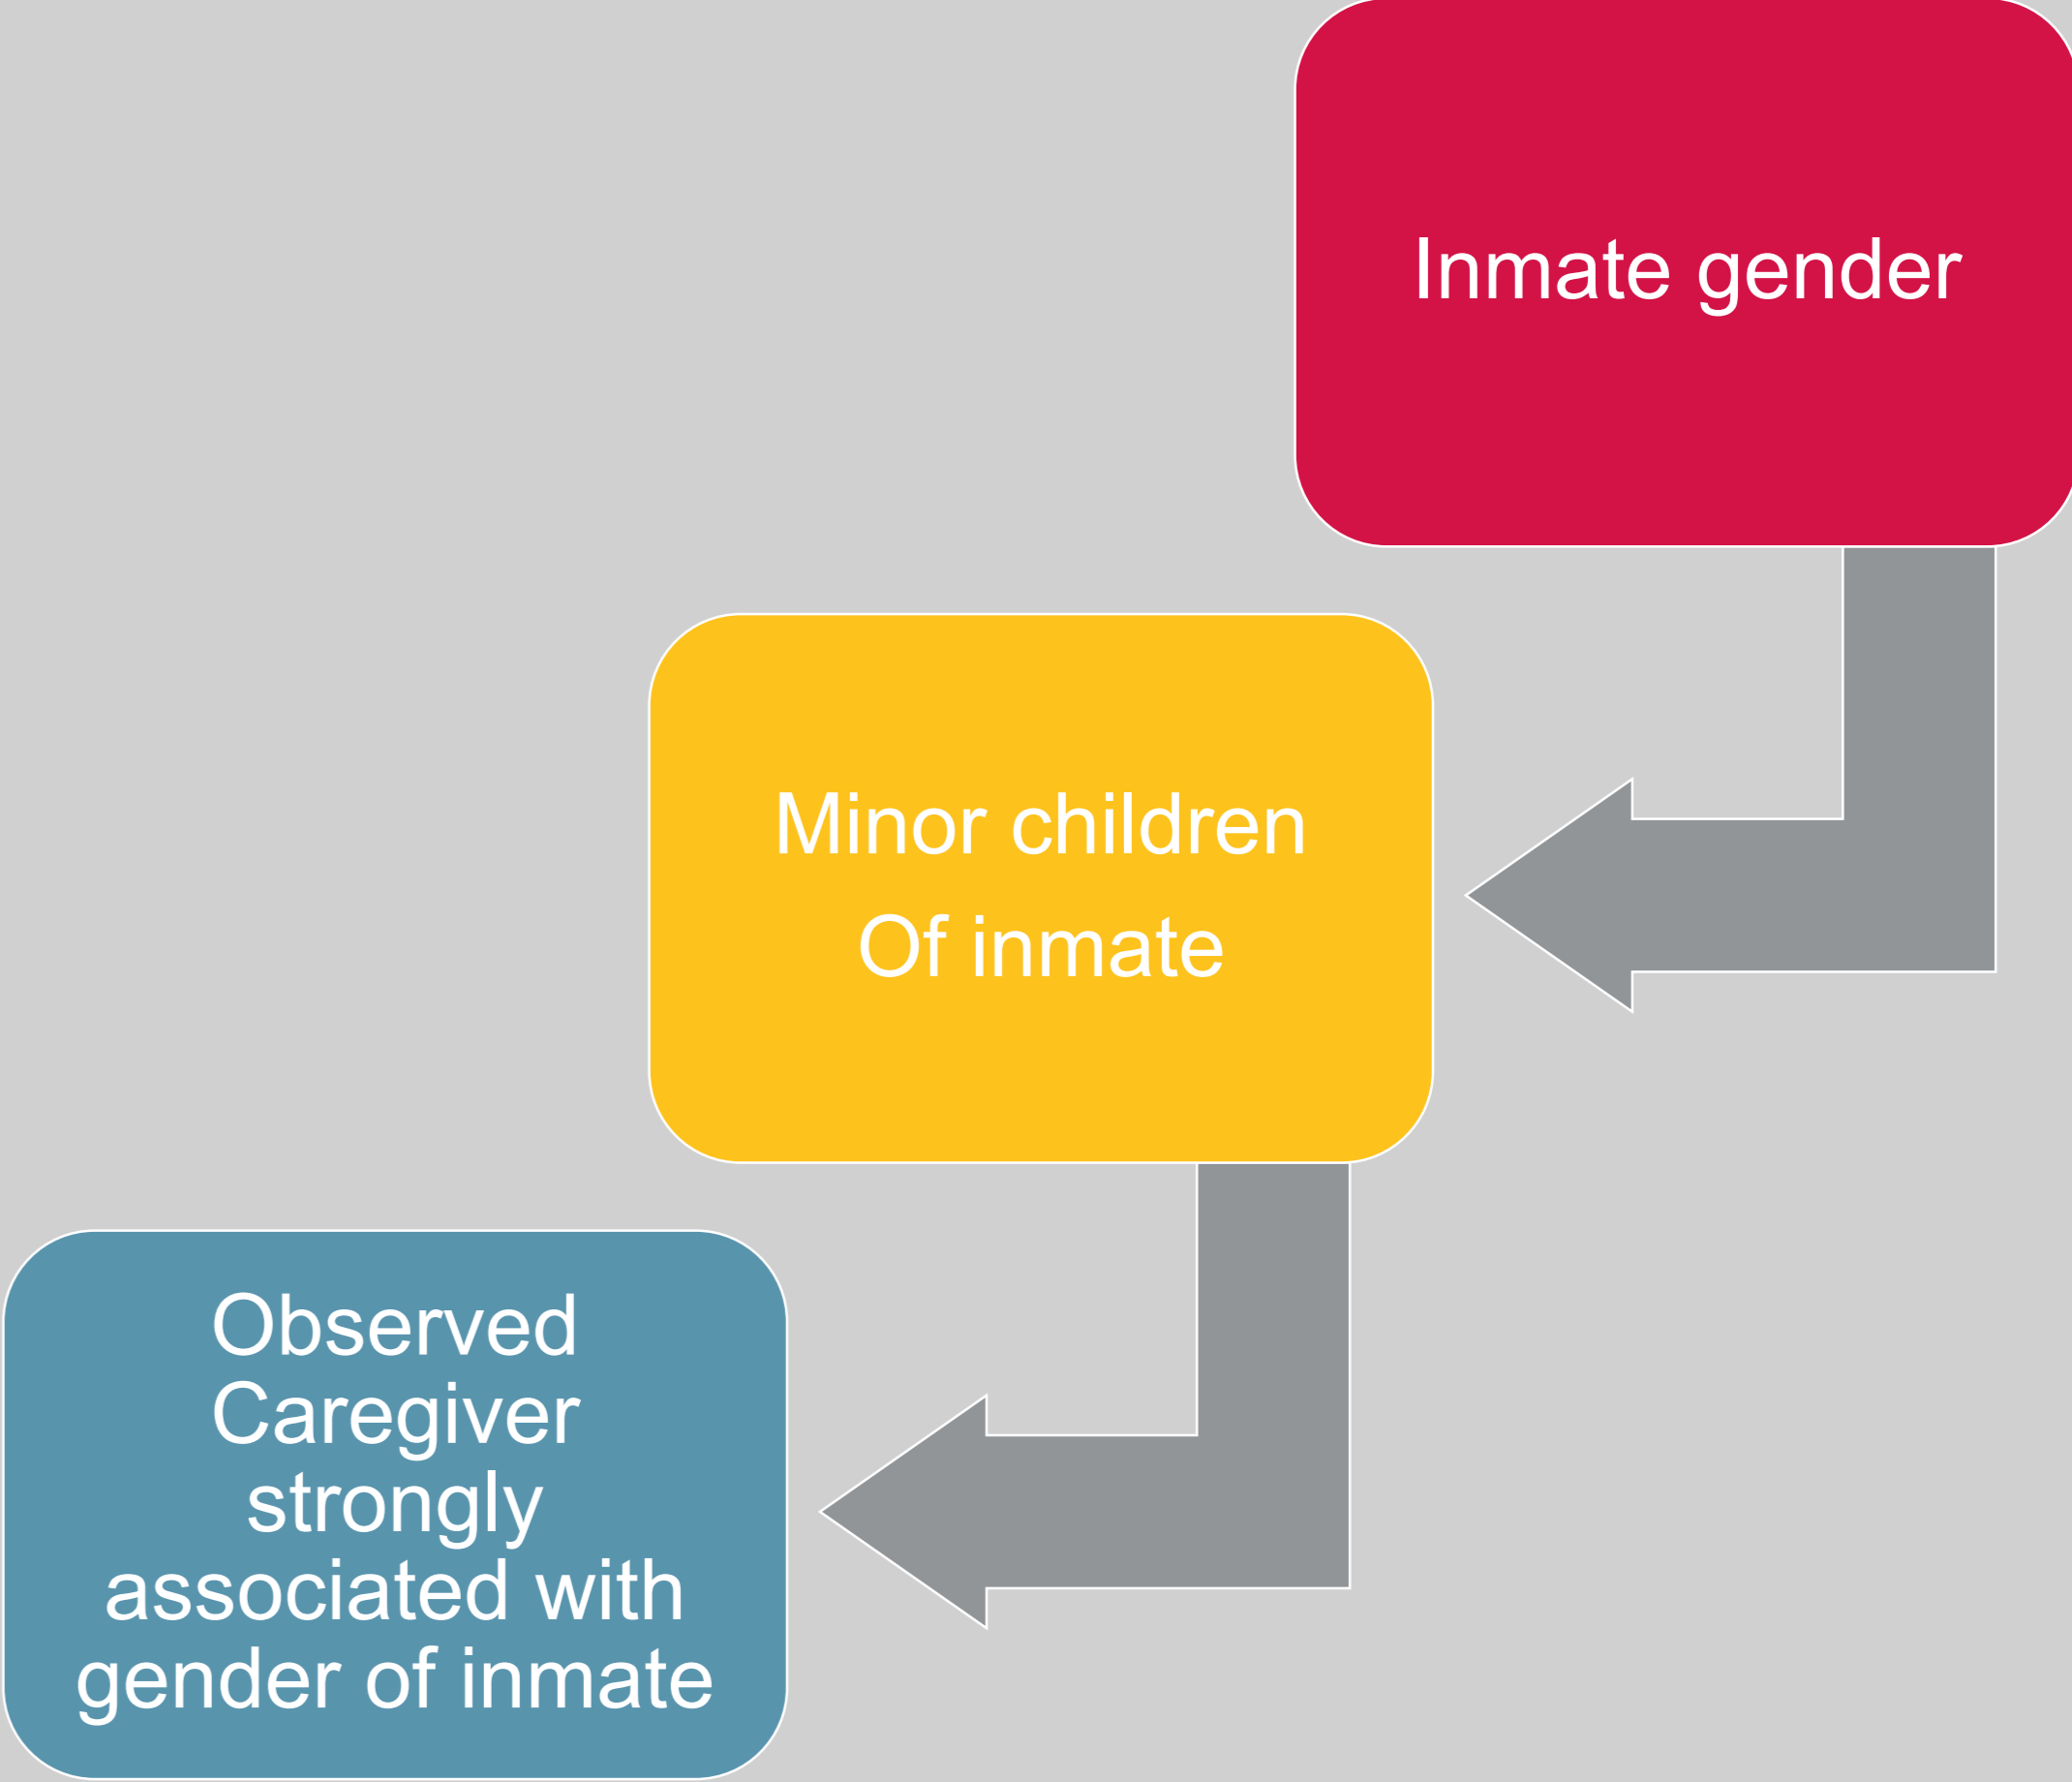 Inmate gender
Minor children
Of inmate
Observed
Caregiver
strongly
associated with
gender of inmate